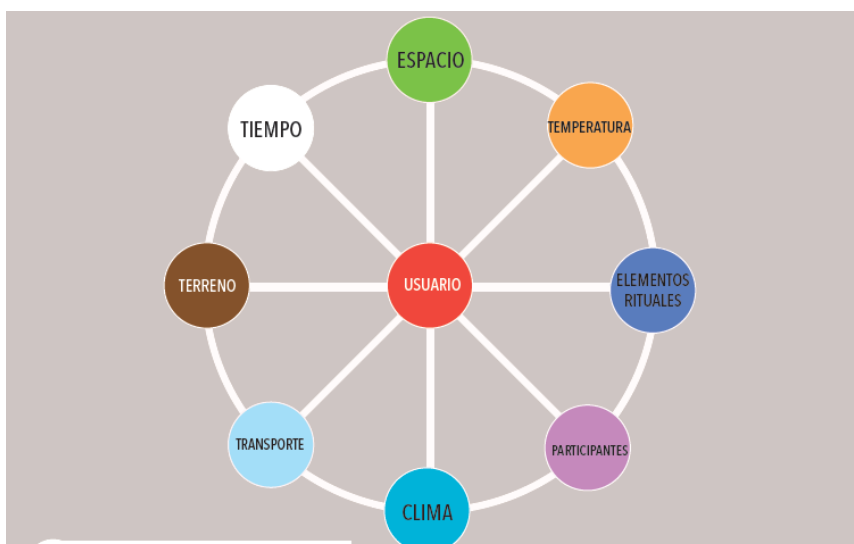 ESPACIO
TIEMPO
TEMPERATURA
TERRENO
USUARIO
ELEMENTOS
RITUALES
TRANSPORTE
PARTICIPANTES
CLIMA